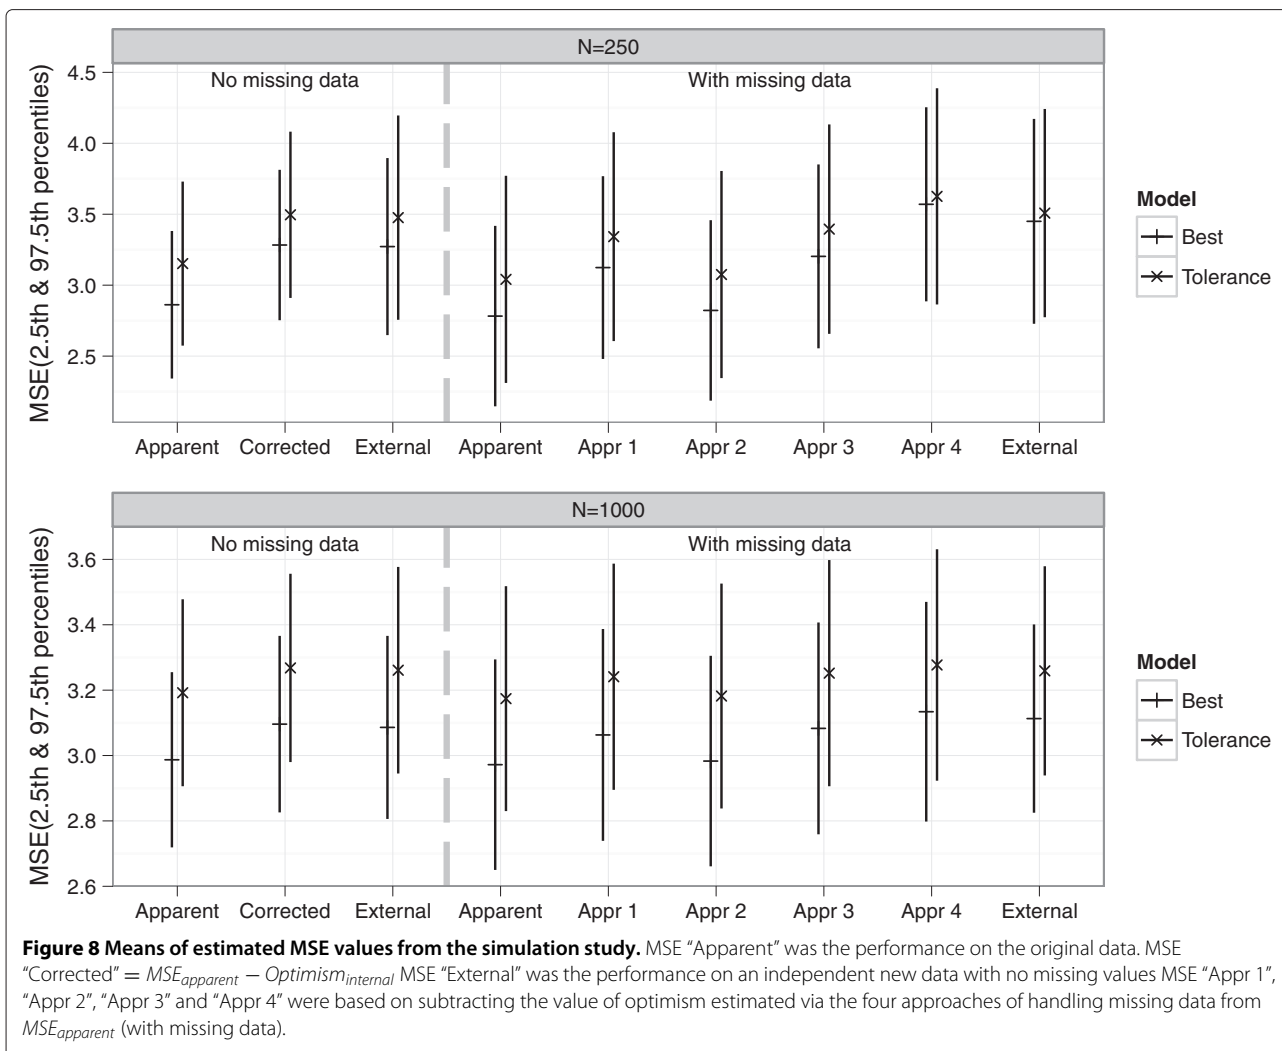 N=250
No missing data
With missing data
MSE(2.5th & 97.5th percentiles)
4.5
4.0
3.5
3.0
2.5
Apparent Corrected External Apparent Appr 1 Appr 2 Appr 3 Appr 4 External
Model
Best
Tolerance
N=1000
No missing data
With missing data
MSE(2.5th & 97.5th percentiles)
3.6
3.4
3.2
3.0
2.8
2.6
Apparent Corrected External Apparent Appr 1 Appr 2 Appr 3 Appr 4 External
Model
Best
Tolerance
Figure 8 Means of estimated MSE values from the simulation study. MSE “Apparent” was the performance on the original data. MSE
“Corrected” = MSEapparent − Optimisminternal MSE “External” was the performance on an independent new data with no missing values MSE “Appr 1”,
“Appr 2”, “Appr 3” and “Appr 4” were based on subtracting the value of optimism estimated via the four approaches of handling missing data from
MSEapparent (with missing data).